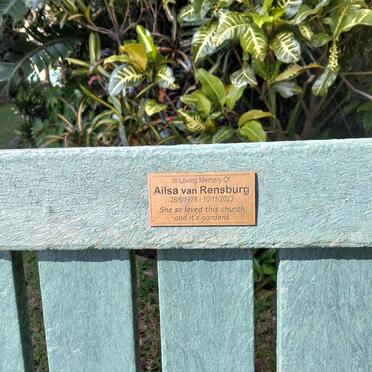 In Loving Memory Of
Ailsa van Rensburg
28/6/1928 - 10/11/2023
She so loved this church
and it's gardens